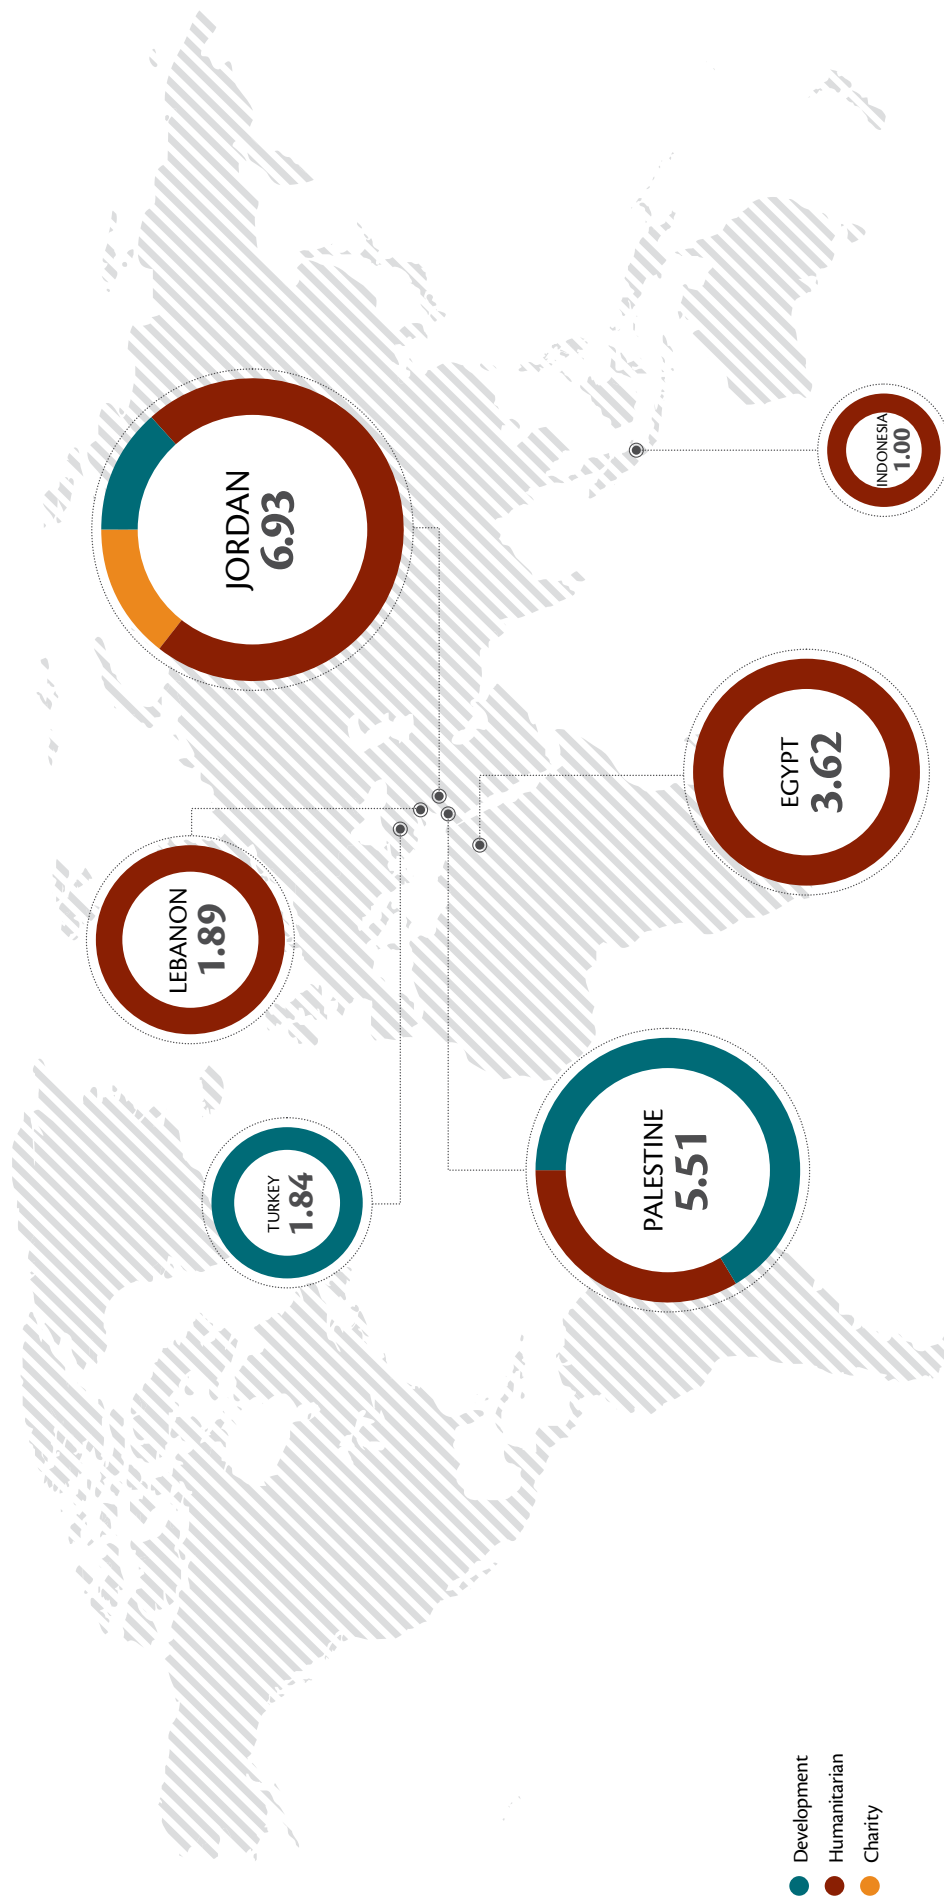 TURKEY
1.84
LEBANON
1.89
JORDAN
6.93
PALESTINE
5.51
EGYPT
3.62
INDONESIA
1.00
Development
Humanitarian
Charity